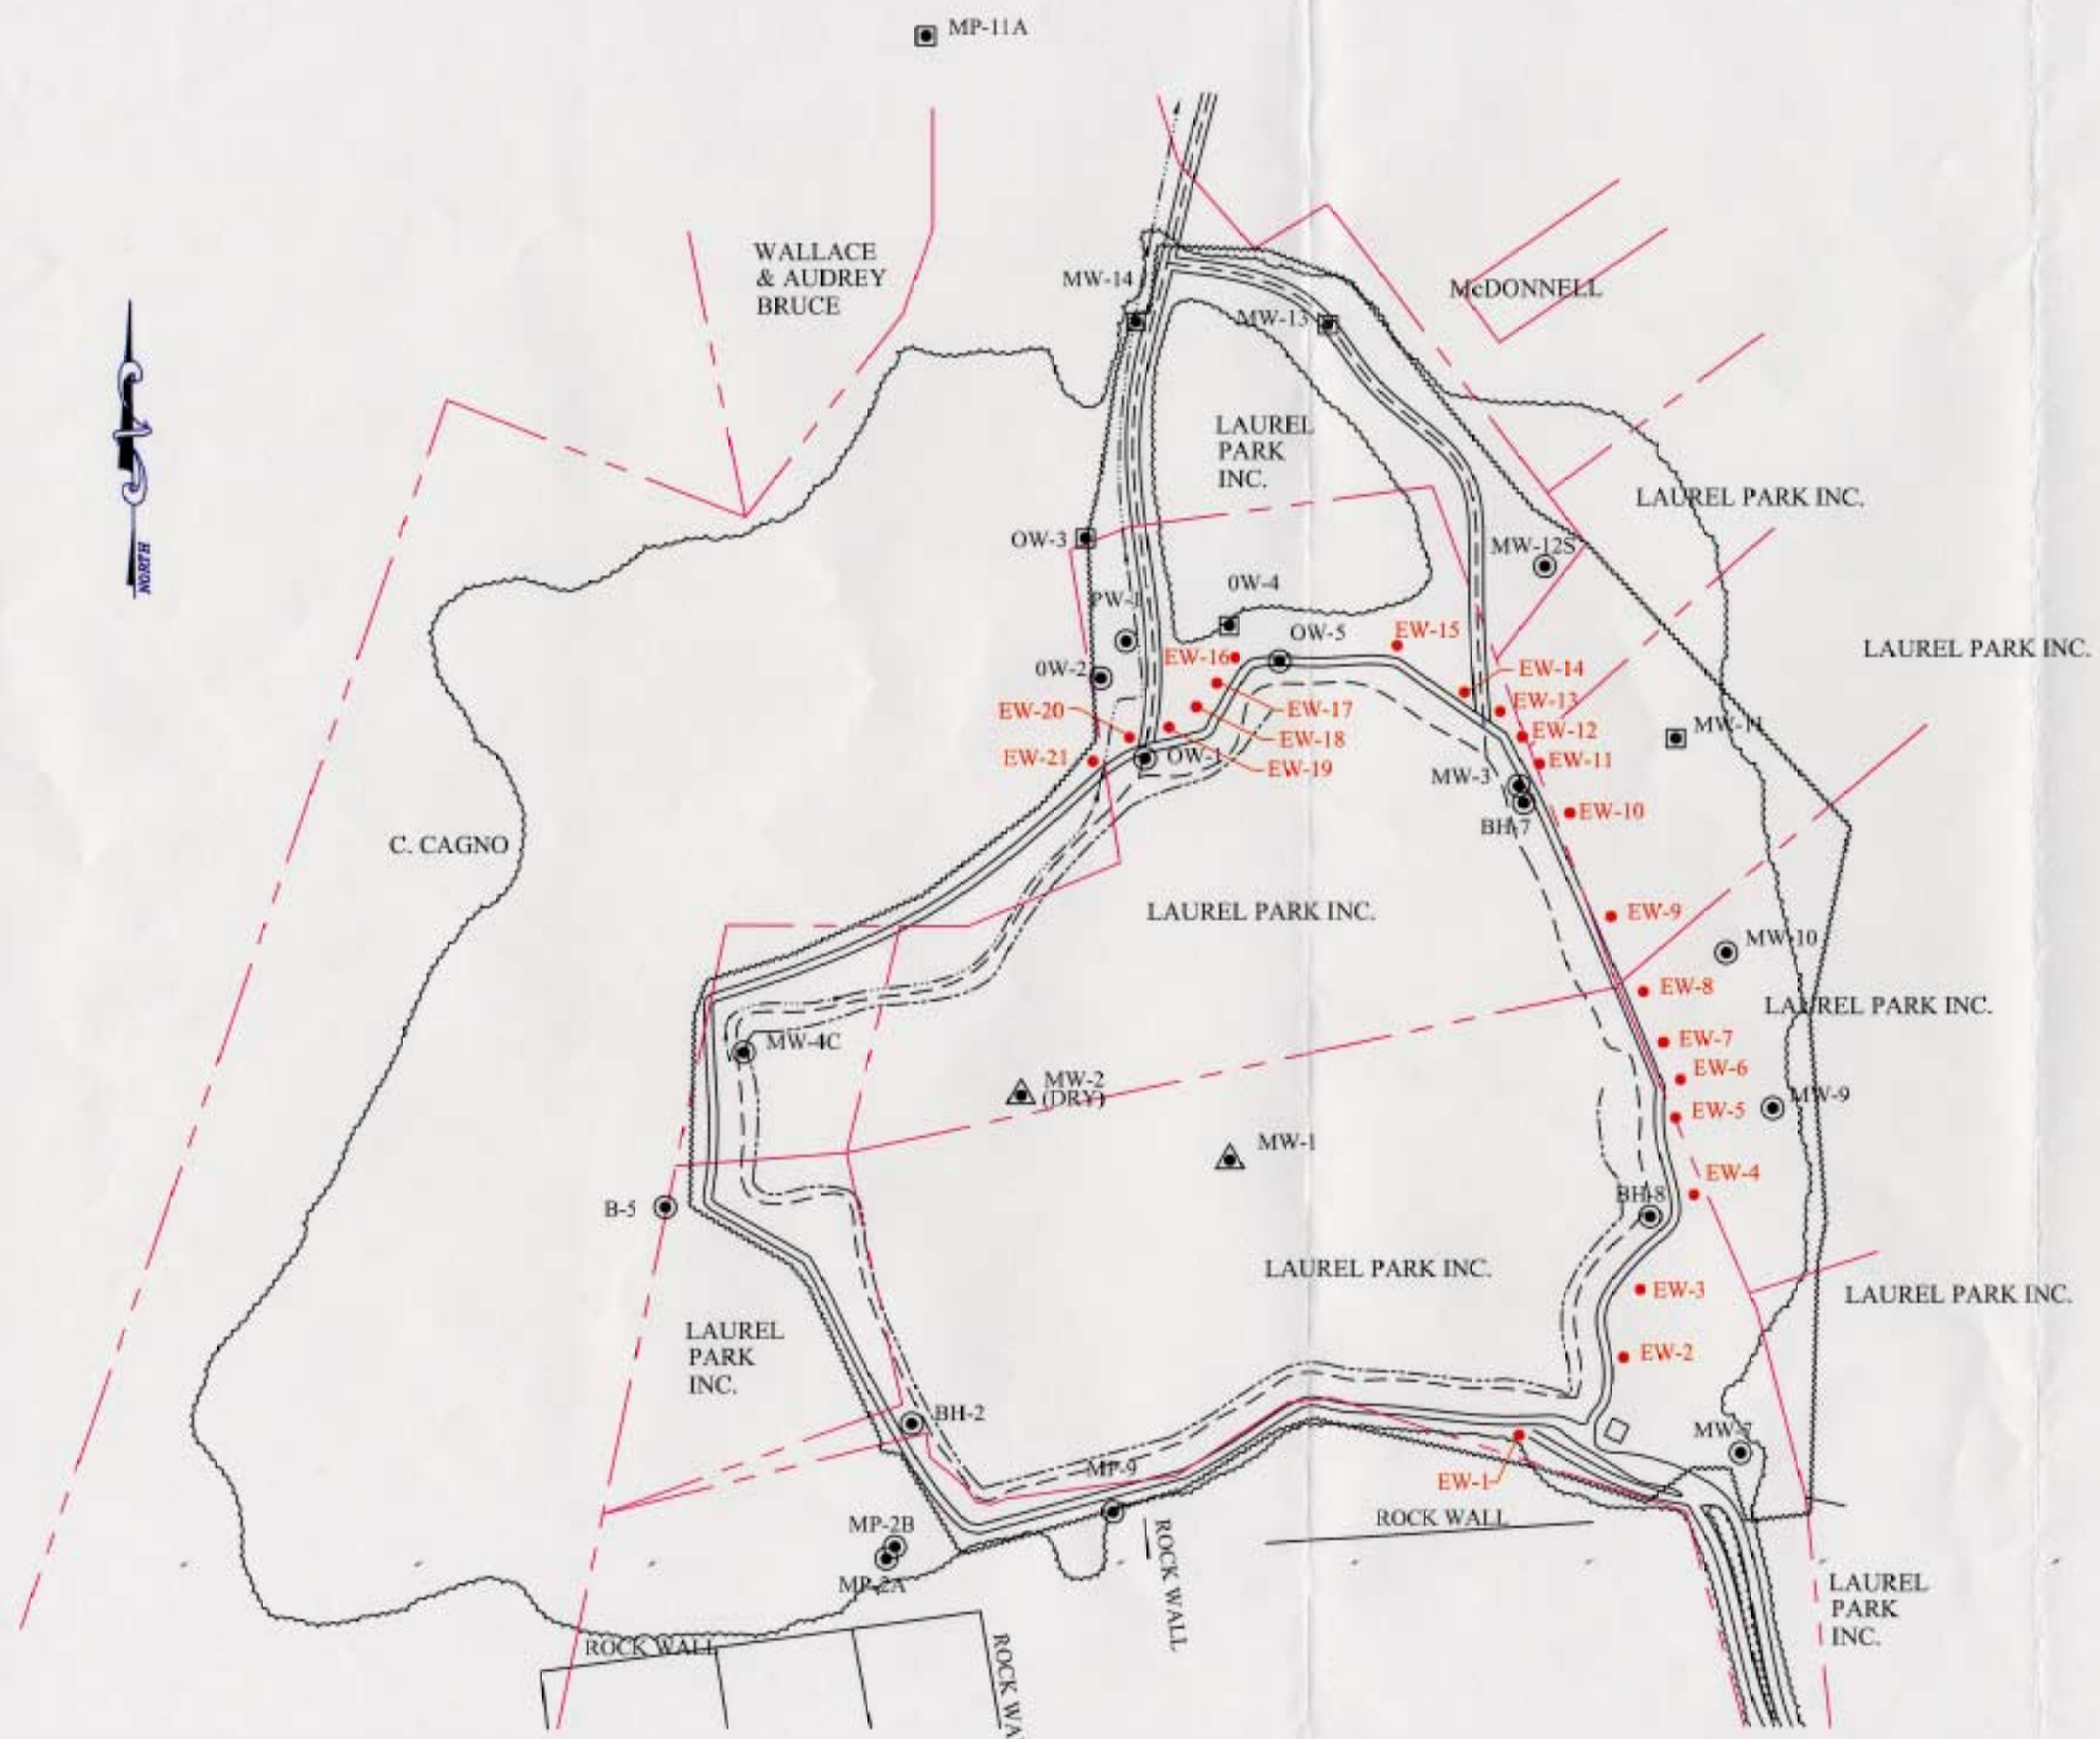 MP-11A
WALLACE
& AUDREY
BRUCE
MW-14
MW-13
McDONNELL
NORTH
LAUREL
PARK
INC.
LAUREL PARK INC.
OW-3
MW-12S
0W-4
PW-1
OW-5
EW-15
LAUREL PARK INC.
EW-16
0W-2
EW-14
EW-13
EW-20
EW-17
EW-12
MW-11
EW-18
EW-21
OW-1
EW-19
EW-11
MW-3
EW-10
BH-7
C. CAGNO
LAUREL PARK INC.
EW-9
MW-10
EW-8
LAUREL PARK INC.
MW-4C
EW-7
EW-6
MW-2
(DRY)
MW-9
EW-5
MW-1
EW-4
BH-8
B-5
LAUREL PARK INC.
EW-3
LAUREL PARK INC.
LAUREL
PARK
INC.
EW-2
BH-2
MW-7
MP-9
EW-1
ROCK WALL
MP-2B
MP-2A
ROCK WALL
LAUREL
PARK
INC.
ROCK WALL
ROCK WA